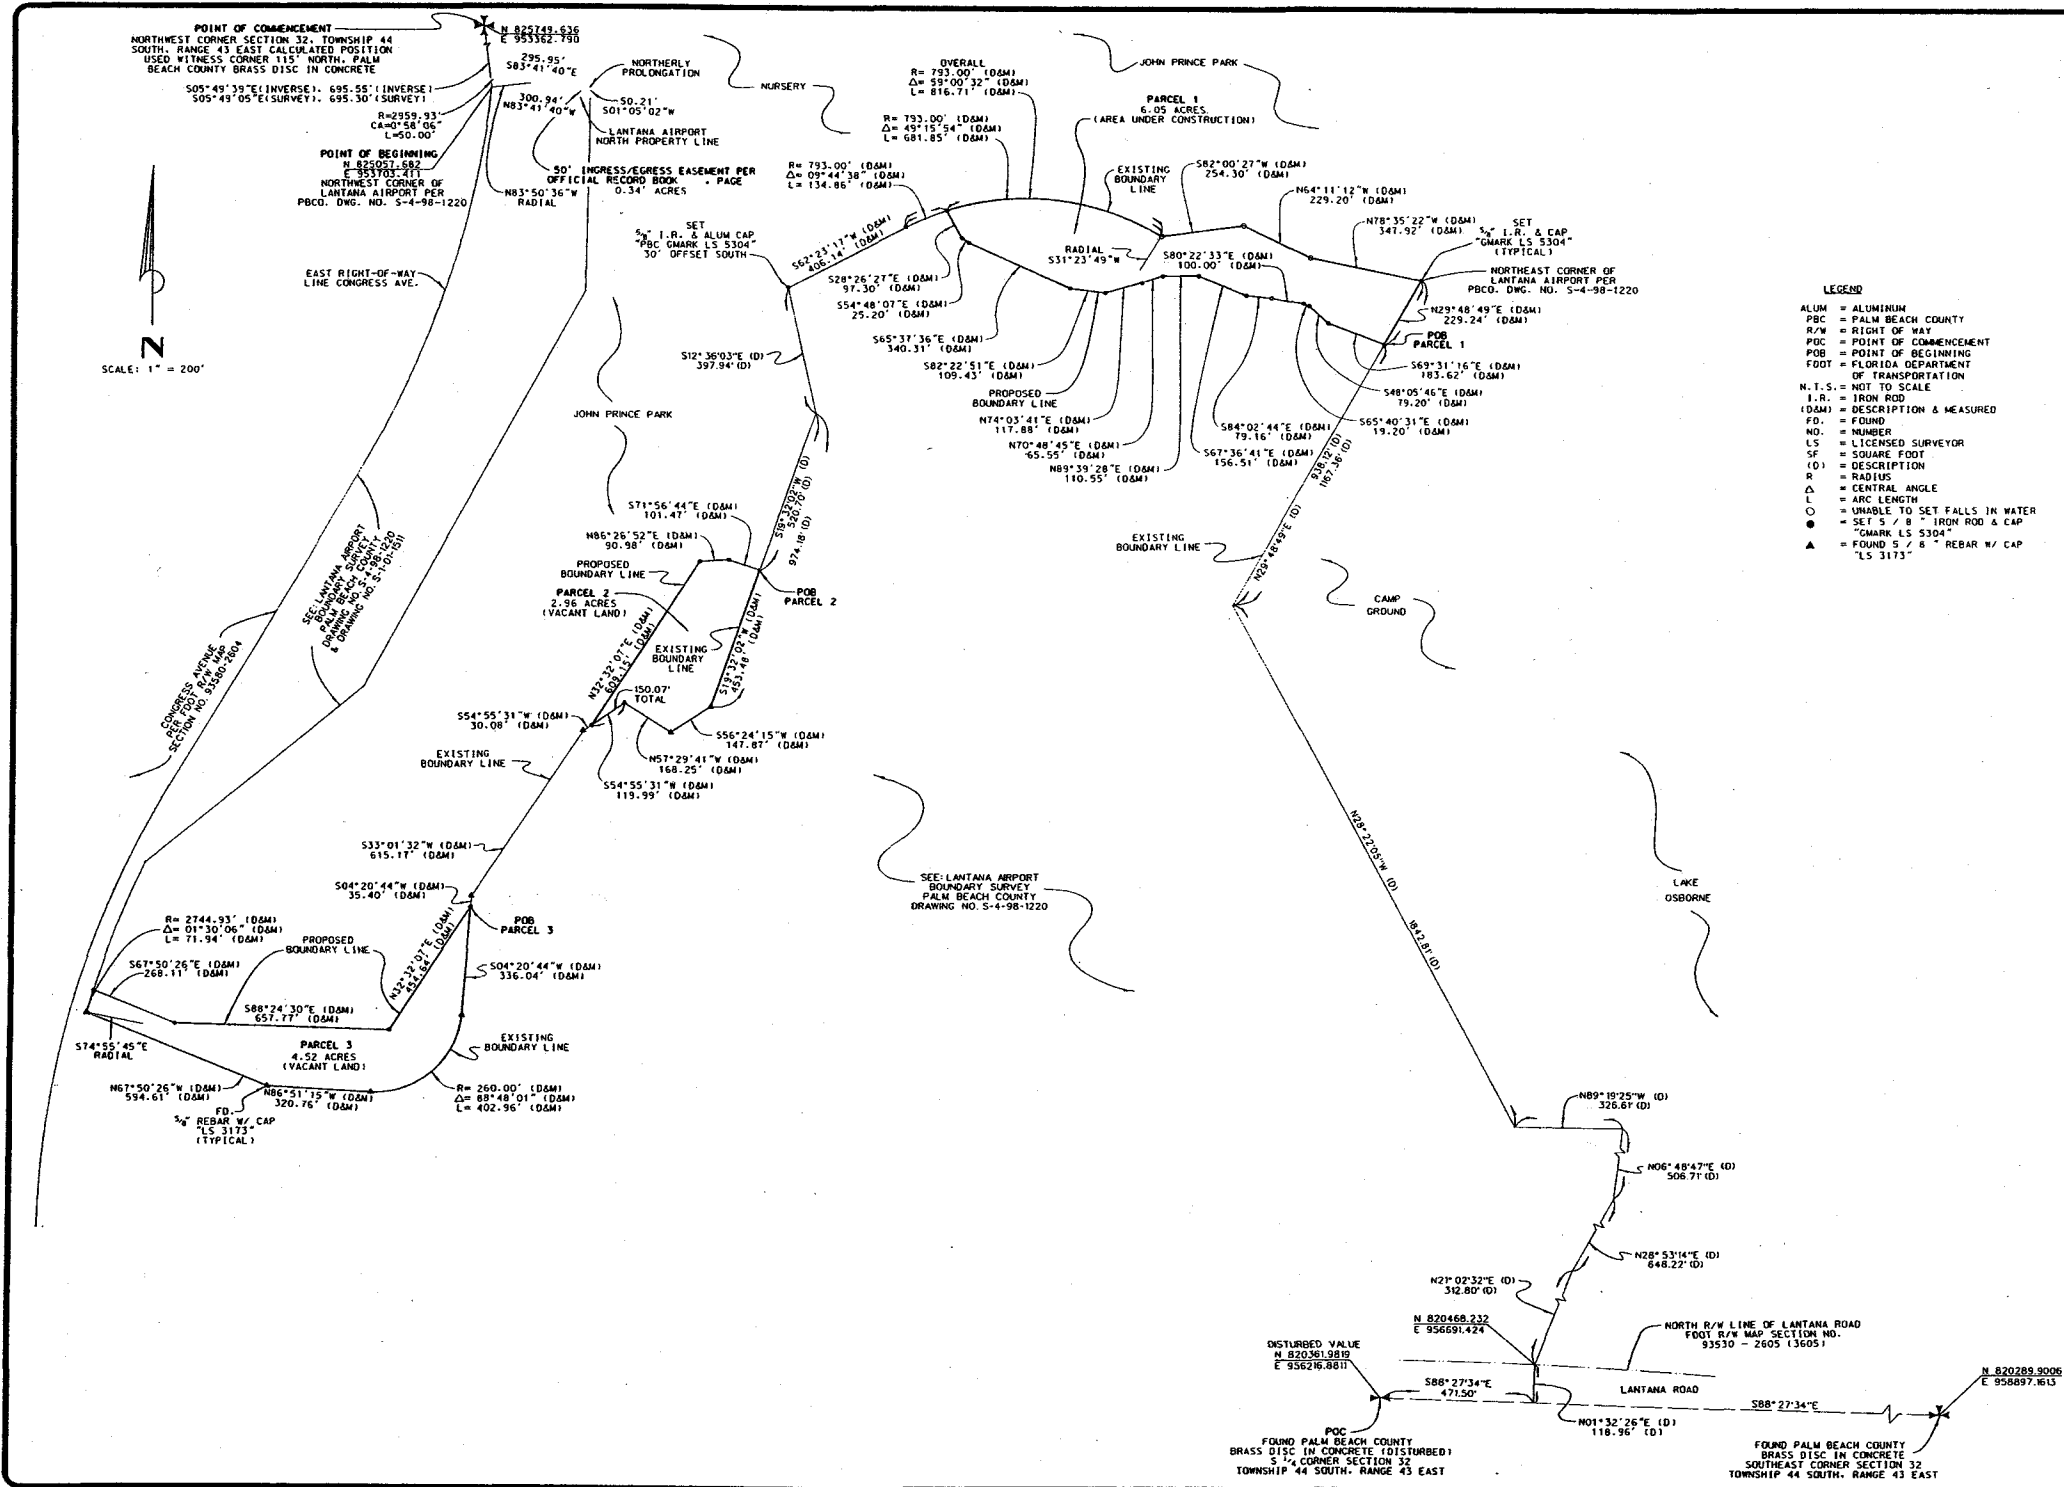 POINT OF COMMENCEMENT
NORTHWEST CORNER SECTION 32, TOWNSHIP 44
SOUTH, RANGE 43 EAST CALCULATED POSITION
USED WITNESS CORNER 115' NORTH, PALM
BEACH COUNTY BRASS DISC IN CONCRETE
N 825749.636
E 953362.790
S05°49'39"E(INVERSE), 695.55'(INVERSE)
S05°49'05"E(SURVEY), 695.30'(SURVEY)
R=2959.93'
CA=0°58'06"
L=50.00'
295.95'
S83°41'40"E
NORTHERLY
PROLONGATION
300.94'
N83°41'40"W
50.21'
S01°05'02"W
LANTANA AIRPORT
NORTH PROPERTY LINE
POINT OF BEGINNING
N 825057.682
E 953703.411
NORTHWEST CORNER OF
LANTANA AIRPORT PER
PBCO. DWG. NO. S-4-98-1220
50' INGRESS/EGRESS EASEMENT PER
OFFICIAL RECORD BOOK , PAGE
0.34' ACRES
N83°50'36"W
RADIAL
NURSERY
JOHN PRINCE PARK
OVERALL
R= 793.00' (D&M)
Δ= 59°00'32" (D&M)
L= 816.71' (D&M)
PARCEL 1
6.05 ACRES
(AREA UNDER CONSTRUCTION)
R= 793.00' (D&M)
Δ= 49°15'54" (D&M)
L= 681.85' (D&M)
R= 793.00' (D&M)
Δ= 09°44'38" (D&M)
L= 134.86' (D&M)
EXISTING
BOUNDARY
LINE
S82°00'27"W (D&M)
254.30' (D&M)
N64°11'12"W (D&M)
229.20' (D&M)
N78°35'22"W (D&M)
347.92' (D&M)
SET
5/8" I.R. & CAP
"GMARK LS 5304"
(TYPICAL)
NORTHEAST CORNER OF
LANTANA AIRPORT PER
PBCO. DWG. NO. S-4-98-1220
SET
5/8" I.R. & ALUM CAP
"PBC GMARK LS 5304"
30' OFFSET SOUTH
S62°23'17"W (D&M)
406.14' (D&M)
RADIAL
S31°23'49"W
S80°22'33"E (D&M)
100.00' (D&M)
S28°26'27"E (D&M)
97.30' (D&M)
S54°48'07"E (D&M)
25.20' (D&M)
S65°37'36"E (D&M)
340.31' (D&M)
S82°22'51"E (D&M)
109.43' (D&M)
PROPOSED
BOUNDARY LINE
N74°03'41"E (D&M)
117.88' (D&M)
N70°48'45"E (D&M)
65.55' (D&M)
N89°39'28"E (D&M)
110.55' (D&M)
S84°02'44"E (D&M)
79.16' (D&M)
S67°36'41"E (D&M)
156.51' (D&M)
S65°40'31"E (D&M)
19.20' (D&M)
S48°05'46"E (D&M)
79.20' (D&M)
S69°31'16"E (D&M)
183.62' (D&M)
N29°48'49"E (D&M)
229.24' (D&M)
POB
PARCEL 1
LEGEND
ALUM = ALUMINUM
PBC = PALM BEACH COUNTY
R/W = RIGHT OF WAY
POC = POINT OF COMMENCEMENT
POB = POINT OF BEGINNING
FDOT = FLORIDA DEPARTMENT
OF TRANSPORTATION
N.T.S. = NOT TO SCALE
I.R. = IRON ROD
(D&M) = DESCRIPTION & MEASURED
FD. = FOUND
NO. = NUMBER
LS = LICENSED SURVEYOR
SF = SQUARE FOOT
(D) = DESCRIPTION
R = RADIUS
Δ = CENTRAL ANGLE
L = ARC LENGTH
○ = UNABLE TO SET FALLS IN WATER
● = SET 5 / 8 " IRON ROD & CAP
"GMARK LS 5304"
▲ = FOUND 5 / 8 " REBAR W/ CAP
"LS 3173"
EAST RIGHT-OF-WAY
LINE CONGRESS AVE.
N
SCALE: 1" = 200'
S12°36'03"E (D)
397.94'(D)
JOHN PRINCE PARK
S19°32'02"W (D)
520.70'(D)
974.18'(D)
938.12'(D)
1167.36'(D)
N29°48'49"E (D)
EXISTING
BOUNDARY LINE
CAMP
GROUND
SEE: LANTANA AIRPORT
BOUNDARY SURVEY
PALM BEACH COUNTY
DRAWING NO. S-4-98-1220
& DRAWING NO. S-1-01-1511
CONGRESS AVENUE
PER FDOT R/W MAP
SECTION NO. 93580-2604
S71°56'44"E (D&M)
101.47' (D&M)
N86°26'52"E (D&M)
90.98' (D&M)
PROPOSED
BOUNDARY LINE
PARCEL 2
2.96 ACRES
(VACANT LAND)
POB
PARCEL 2
N32°32'07"E (D&M)
609.15' (D&M)
EXISTING
BOUNDARY
LINE
S19°32'02"W (D&M)
453.48' (D&M)
150.07'
TOTAL
S54°55'31"W (D&M)
30.08' (D&M)
S56°24'15"W (D&M)
147.87' (D&M)
N57°29'41"W (D&M)
168.25' (D&M)
S54°55'31"W (D&M)
119.99' (D&M)
EXISTING
BOUNDARY LINE
S33°01'32"W (D&M)
615.17' (D&M)
S04°20'44"W (D&M)
35.40' (D&M)
POB
PARCEL 3
SEE: LANTANA AIRPORT
BOUNDARY SURVEY
PALM BEACH COUNTY
DRAWING NO. S-4-98-1220
N28°22'05"W (D)
1842.81'(D)
LAKE
OSBORNE
R= 2744.93' (D&M)
Δ= 01°30'06" (D&M)
L= 71.94' (D&M)
PROPOSED
BOUNDARY LINE
N32°32'07"E (D&M)
454.64' (D&M)
S67°50'26"E (D&M)
268.11' (D&M)
S04°20'44"W (D&M)
336.04' (D&M)
S88°24'30"E (D&M)
657.77' (D&M)
S74°55'45"E
RADIAL
PARCEL 3
4.52 ACRES
(VACANT LAND)
EXISTING
BOUNDARY LINE
N67°50'26"W (D&M)
594.61' (D&M)
N86°51'15"W (D&M)
320.76' (D&M)
R= 260.00' (D&M)
Δ= 88°48'01" (D&M)
L= 402.96' (D&M)
FD.
5/8" REBAR W/ CAP
"LS 3173"
(TYPICAL)
N89°19'25"W (D)
326.61'(D)
N06°48'47"E (D)
506.71'(D)
N28°53'14"E (D)
648.22'(D)
N21°02'32"E (D)
312.80'(D)
N 820468.232
E 956691.424
NORTH R/W LINE OF LANTANA ROAD
FDOT R/W MAP SECTION NO.
93530 - 2605 (3605)
DISTURBED VALUE
N 820361.9819
E 956216.8811
S88°27'34"E
471.50'
LANTANA ROAD
S88°27'34"E
N 820289.9006
E 958897.1613
N01°32'26"E (D)
118.96' (D)
POC
FOUND PALM BEACH COUNTY
BRASS DISC IN CONCRETE (DISTURBED)
S 1/4 CORNER SECTION 32
TOWNSHIP 44 SOUTH, RANGE 43 EAST
FOUND PALM BEACH COUNTY
BRASS DISC IN CONCRETE
SOUTHEAST CORNER SECTION 32
TOWNSHIP 44 SOUTH, RANGE 43 EAST